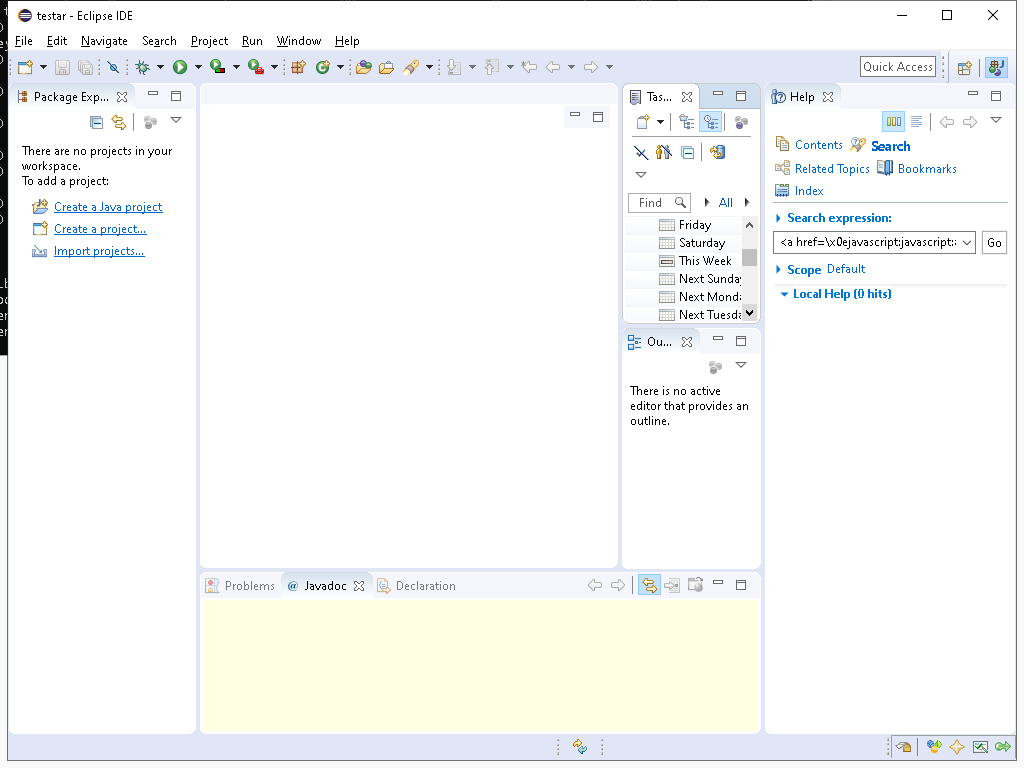 testar - Eclipse IDE
File Edit Navigate Search Project Run Window Help
Quick Access
Package Exp...
There are no projects in your
workspace.
To add a project:
Create a Java project
Create a project...
Import projects...
Tas...
Find
All
Friday
Saturday
This Week
Next Sunday
Next Monda
Next Tuesda
Ou...
There is no active
editor that provides an
outline.
Help
Contents Search
Related Topics Bookmarks
Index
Search expression:
<a href=\x0ejavascript:javascript:
Go
Scope Default
Local Help (0 hits)
Problems @ Javadoc Declaration